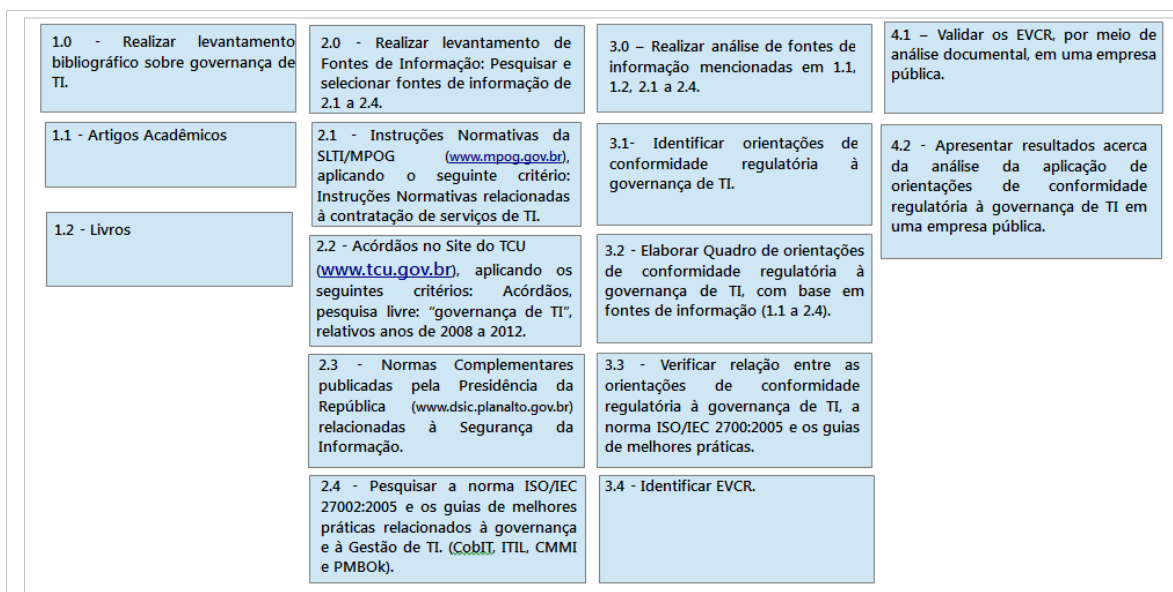 1.0 - Realizar levantamento
bibliográfico sobre governança de
TI.
1.1 - Artigos Acadêmicos
1.2 - Livros
2.0 - Realizar levantamento de
Fontes de Informação: Pesquisar e
selecionar fontes de informação de
2.1 a 2.4.
2.1 - Instruções Normativas da
SLTI/MPOG (www.mpog.gov.br),
aplicando o seguinte critério:
Instruções Normativas relacionadas
à contratação de serviços de TI.
2.2 - Acórdãos no Site do TCU
(www.tcu.gov.br), aplicando os
seguintes critérios: Acórdãos,
pesquisa livre: “governança de TI”,
relativos anos de 2008 a 2012.
2.3 - Normas Complementares
publicadas pela Presidência da
República (www.dsic.planalto.gov.br)
relacionadas à Segurança da
Informação.
2.4 - Pesquisar a norma ISO/IEC
27002:2005 e os guias de melhores
práticas relacionados à governança
e à Gestão de TI. (CobIT, ITIL, CMMI
e PMBOk).
3.0 – Realizar análise de fontes de
informação mencionadas em 1.1,
1.2, 2.1 a 2.4.
3.1- Identificar orientações de
conformidade regulatória à
governança de TI.
3.2 - Elaborar Quadro de orientações
de conformidade regulatória à
governança de TI, com base em
fontes de informação (1.1 a 2.4).
3.3 - Verificar relação entre as
orientações de conformidade
regulatória à governança de TI, a
norma ISO/IEC 2700:2005 e os guias
de melhores práticas.
3.4 - Identificar EVCR.
4.1 – Validar os EVCR, por meio de
análise documental, em uma empresa
pública.
4.2 - Apresentar resultados acerca
da análise da aplicação de
orientações de conformidade
regulatória à governança de TI em
uma empresa pública.